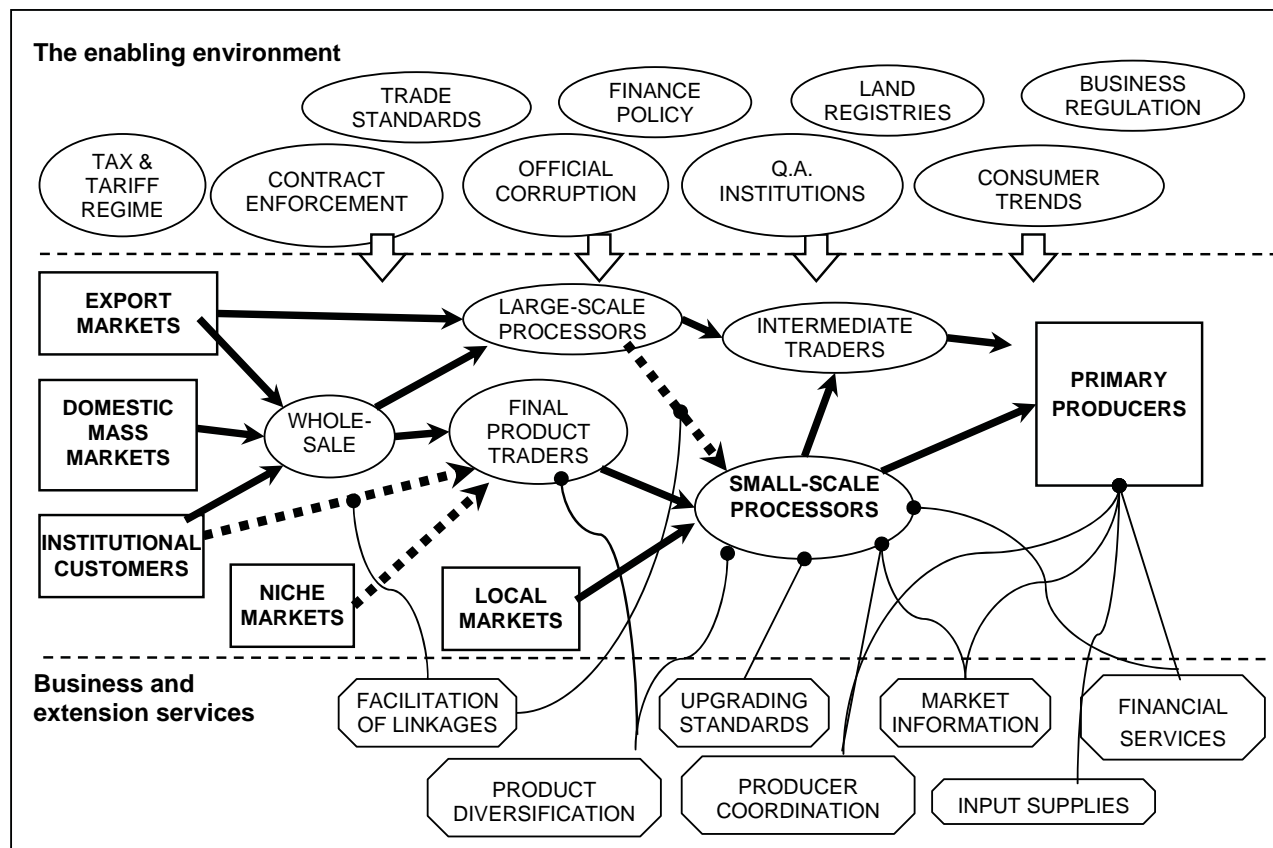 The enabling environment
TRADE
STANDARDS
FINANCE
POLICY
LAND
REGISTRIES
BUSINESS
REGULATION
TAX &
TARIFF
REGIME
CONTRACT
ENFORCEMENT
OFFICIAL
CORRUPTION
Q.A.
INSTITUTIONS
CONSUMER
TRENDS
EXPORT
MARKETS
LARGE-SCALE
PROCESSORS
INTERMEDIATE
TRADERS
PRIMARY
PRODUCERS
DOMESTIC
MASS
MARKETS
WHOLE-
SALE
FINAL
PRODUCT
TRADERS
SMALL-SCALE
PROCESSORS
INSTITUTIONAL
CUSTOMERS
NICHE
MARKETS
LOCAL
MARKETS
Business and
extension services
FACILITATION
OF LINKAGES
UPGRADING
STANDARDS
MARKET
INFORMATION
FINANCIAL
SERVICES
PRODUCT
DIVERSIFICATION
PRODUCER
COORDINATION
INPUT SUPPLIES